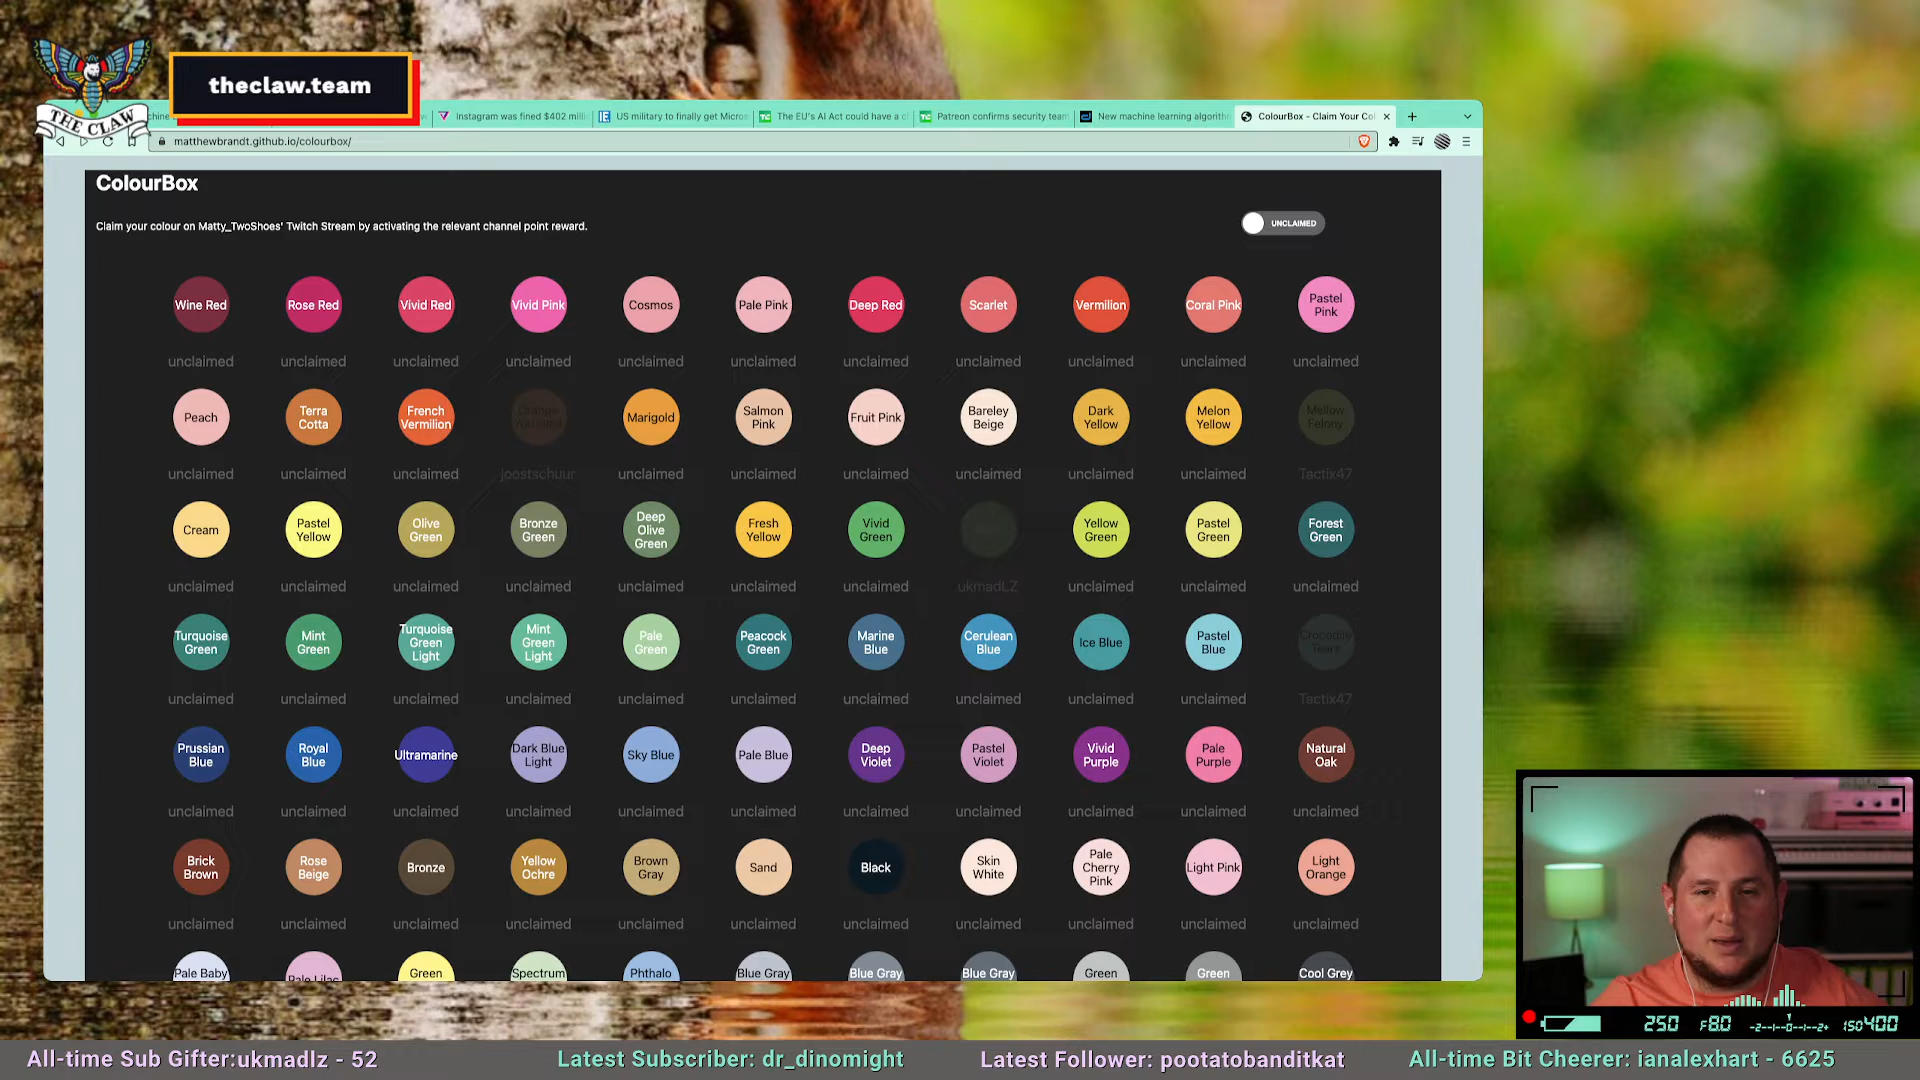 theclaw.team
THE CLAW
Instagram was fined $402 milli
US military to finally get Micros
The EU's AI Act could have a cl
Patreon confirms security team
New machine learning algorith
ColourBox - Claim Your Col
matthewbrandt.github.io/colourbox/
ColourBox
Claim your colour on Matty_TwoShoes' Twitch Stream by activating the relevant channel point reward.
UNCLAIMED
Wine Red
Rose Red
Vivid Red
Vivid Pink
Cosmos
Pale Pink
Deep Red
Scarlet
Vermilion
Coral Pink
Pastel
Pink
unclaimed unclaimed unclaimed unclaimed unclaimed unclaimed unclaimed unclaimed unclaimed unclaimed unclaimed
Peach
Terra
Cotta
French
Vermilion
Marigold
Salmon
Pink
Fruit Pink
Bareley
Beige
Dark
Yellow
Melon
Yellow
Mellow
Felony
unclaimed unclaimed unclaimed joostschuur unclaimed unclaimed unclaimed unclaimed unclaimed unclaimed Tactix47
Cream
Pastel
Yellow
Olive
Green
Bronze
Green
Deep
Olive
Green
Fresh
Yellow
Vivid
Green
Yellow
Green
Pastel
Green
Forest
Green
unclaimed unclaimed unclaimed unclaimed unclaimed unclaimed unclaimed ukmadLZ unclaimed unclaimed unclaimed
Turquoise
Green
Mint
Green
Turquoise
Green
Light
Mint
Green
Light
Pale
Green
Peacock
Green
Marine
Blue
Cerulean
Blue
Ice Blue
Pastel
Blue
Crocodile
Tears
unclaimed unclaimed unclaimed unclaimed unclaimed unclaimed unclaimed unclaimed unclaimed unclaimed Tactix47
Prussian
Blue
Royal
Blue
Ultramarine
Dark Blue
Light
Sky Blue
Pale Blue
Deep
Violet
Pastel
Violet
Vivid
Purple
Pale
Purple
Natural
Oak
unclaimed unclaimed unclaimed unclaimed unclaimed unclaimed unclaimed unclaimed unclaimed unclaimed unclaimed
Brick
Brown
Rose
Beige
Bronze
Yellow
Ochre
Brown
Gray
Sand
Black
Skin
White
Pale
Cherry
Pink
Light Pink
Light
Orange
unclaimed unclaimed unclaimed unclaimed unclaimed unclaimed unclaimed unclaimed unclaimed unclaimed unclaimed
Pale Baby
Pale Lilac
Green
Spectrum
Phthalo
Blue Gray
Blue Gray
Blue Gray
Green
Green
Cool Grey
250 F8.0 -2--1--0--1--2+ ISO400
All-time Sub Gifter:ukmadlz - 52
Latest Subscriber: dr_dinomight
Latest Follower: pootatobanditkat
All-time Bit Cheerer: ianalexhart - 6625